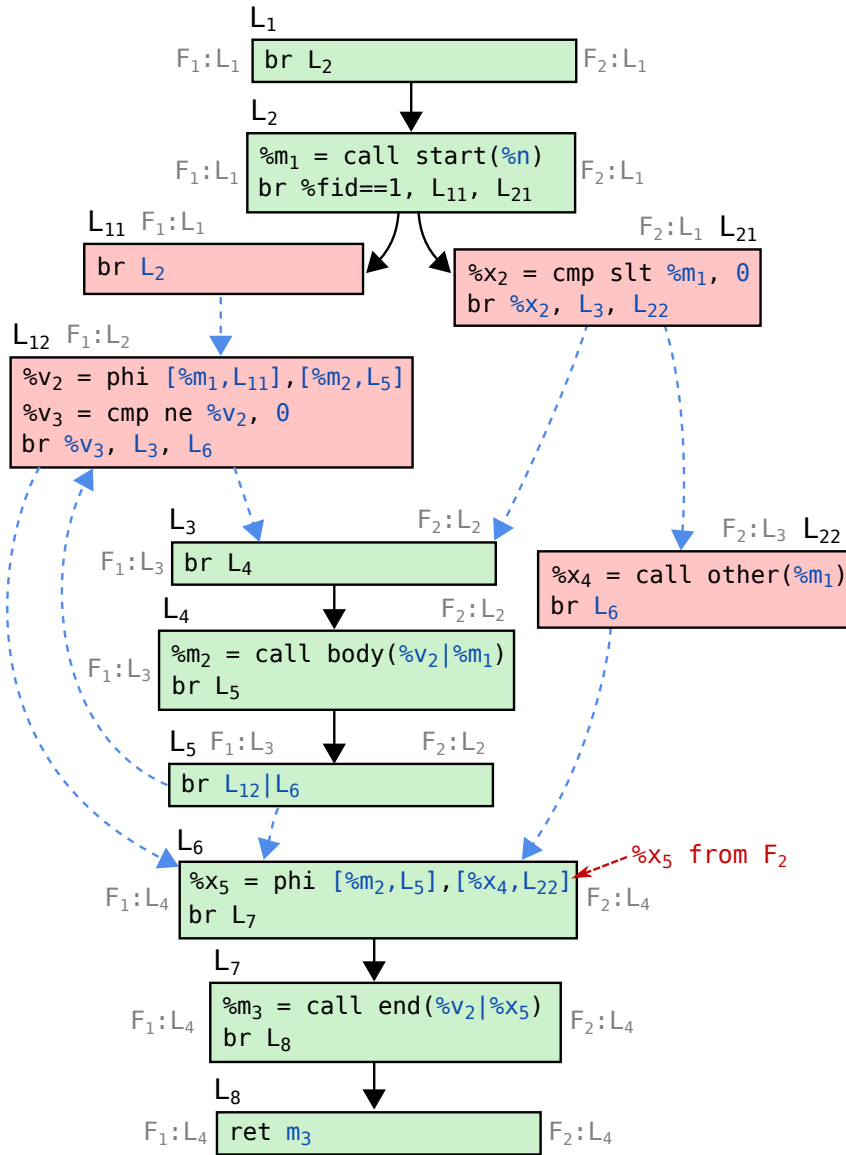 L₁
F₁:L₁ br L₂ F₂:L₁
L₂
%m₁ = call start(%n)
F₁:L₁ br %fid==1, L₁₁, L₂₁ F₂:L₁
L₁₁ F₁:L₁
br L₂
F₂:L₁ L₂₁
%x₂ = cmp slt %m₁, 0
br %x₂, L₃, L₂₂
L₁₂ F₁:L₂
%v₂ = phi [%m₁,L₁₁],[%m₂,L₅]
%v₃ = cmp ne %v₂, 0
br %v₃, L₃, L₆
L₃ F₂:L₂
F₁:L₃ br L₄
F₂:L₃ L₂₂
%x₄ = call other(%m₁)
br L₆
L₄ F₂:L₂
%m₂ = call body(%v₂|%m₁)
F₁:L₃ br L₅
L₅ F₁:L₃ F₂:L₂
br L₁₂|L₆
L₆
%x₅ from F₂
%x₅ = phi [%m₂,L₅],[%x₄,L₂₂]
F₁:L₄ br L₇ F₂:L₄
L₇
%m₃ = call end(%v₂|%x₅)
F₁:L₄ br L₈ F₂:L₄
L₈
F₁:L₄ ret m₃ F₂:L₄